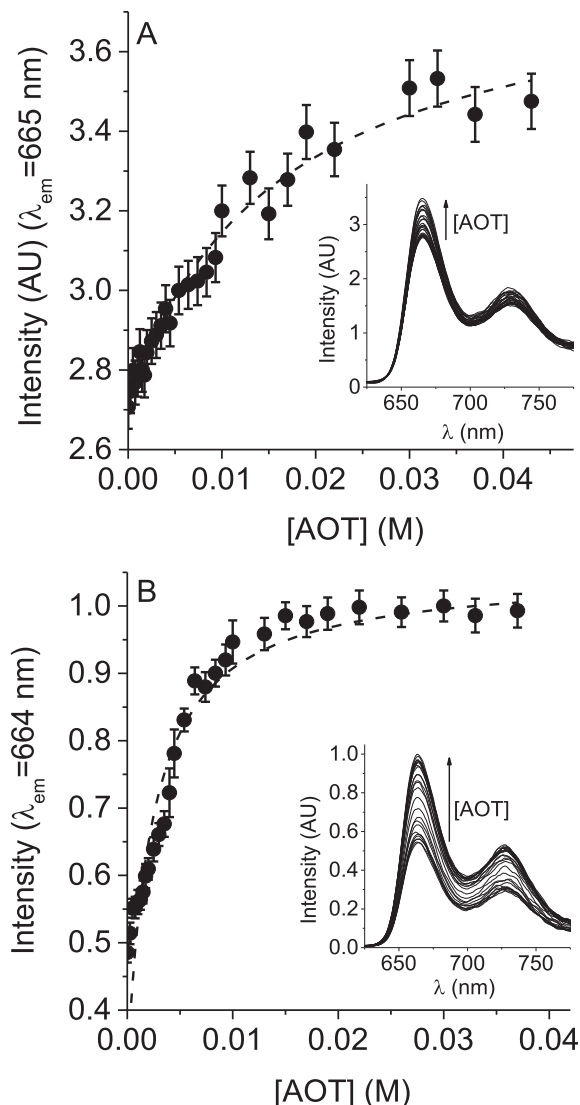 A
Intensity (AU) (λem=665 nm)
3.6
3.4
3.2
3.0
2.8
2.6
0.00 0.01 0.02 0.03 0.04
[AOT] (M)
[AOT]
Intensity (AU)
3
2
1
0
650 700 750
λ (nm)
B
Intensity (λem=664 nm)
1.0
0.9
0.8
0.7
0.6
0.5
0.4
0.00 0.01 0.02 0.03 0.04
[AOT] (M)
[AOT]
Intensity (AU)
1.0
0.8
0.6
0.4
0.2
0.0
650 700 750
λ (nm)